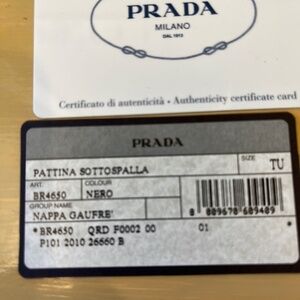 PRADA
MILANO
DAL 1913
Certificato di autenticità · Authenticity certificate card
PRADA
PATTINA SOTTOSPALLA
SIZE
TU
ART.
COLOUR
BR4650
NERO
GROUP NAME
NAPPA GAUFRE'
8 009678 689489
*BR4650 QRD F0002 00 01 *
P101 2010 26660 B